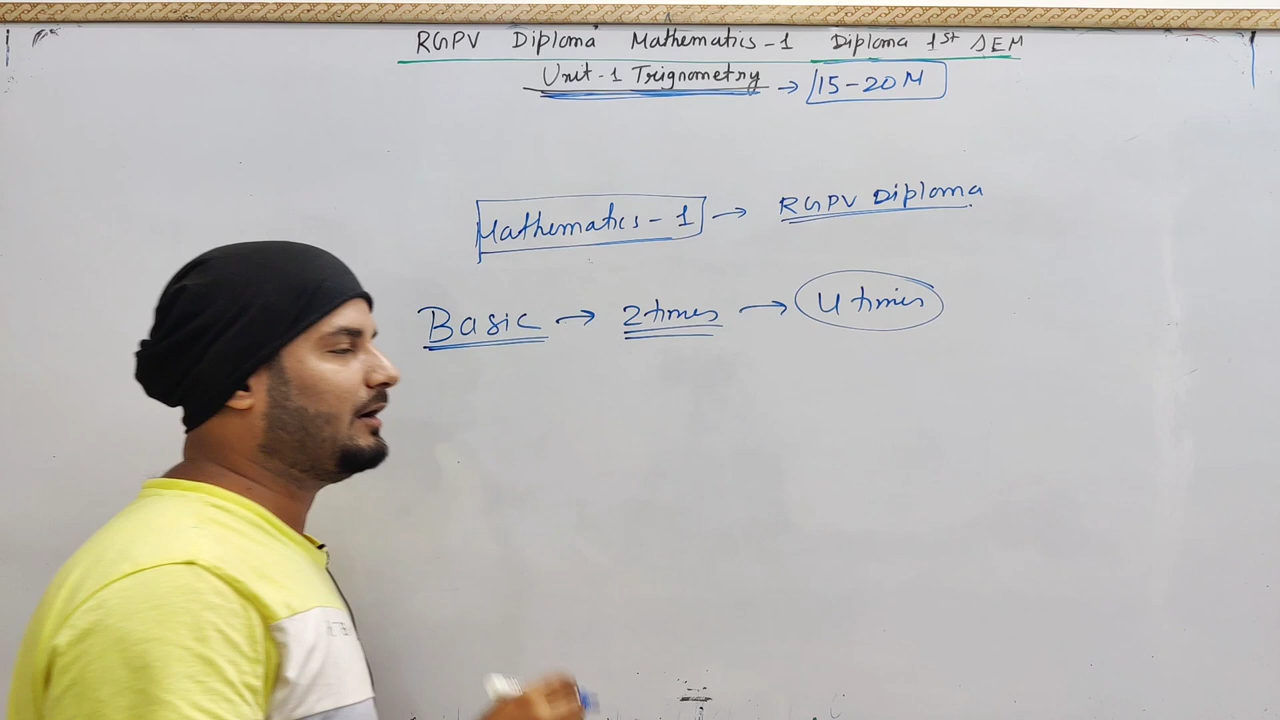 RGPV Diploma Mathematics-1 Diploma 1st SEM
Unit-1 Trignometry → 15-20M
Mathematics-1 → RGPV Diploma
Basic → 2 times → 4 times